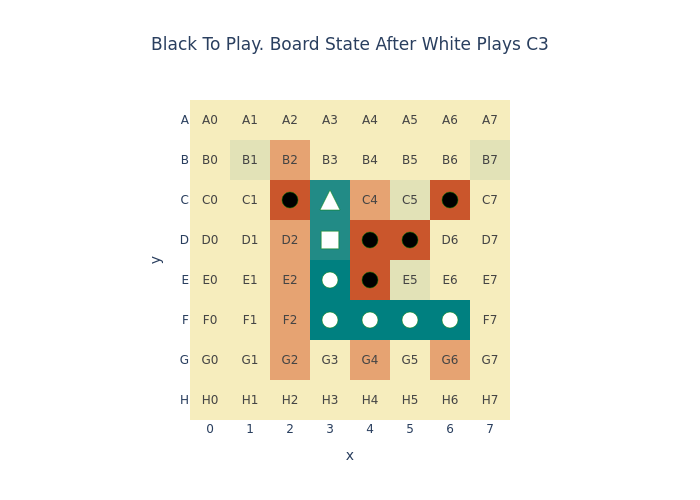 Black To Play. Board State After White Plays C3
A A0 A1 A2 A3 A4 A5 A6 A7
B B0 B1 B2 B3 B4 B5 B6 B7
C C0 C1 C4 C5 C7
D D0 D1 D2 D6 D7
y
E E0 E1 E2 E5 E6 E7
F F0 F1 F2 F7
G G0 G1 G2 G3 G4 G5 G6 G7
H H0 H1 H2 H3 H4 H5 H6 H7
0 1 2 3 4 5 6 7
x